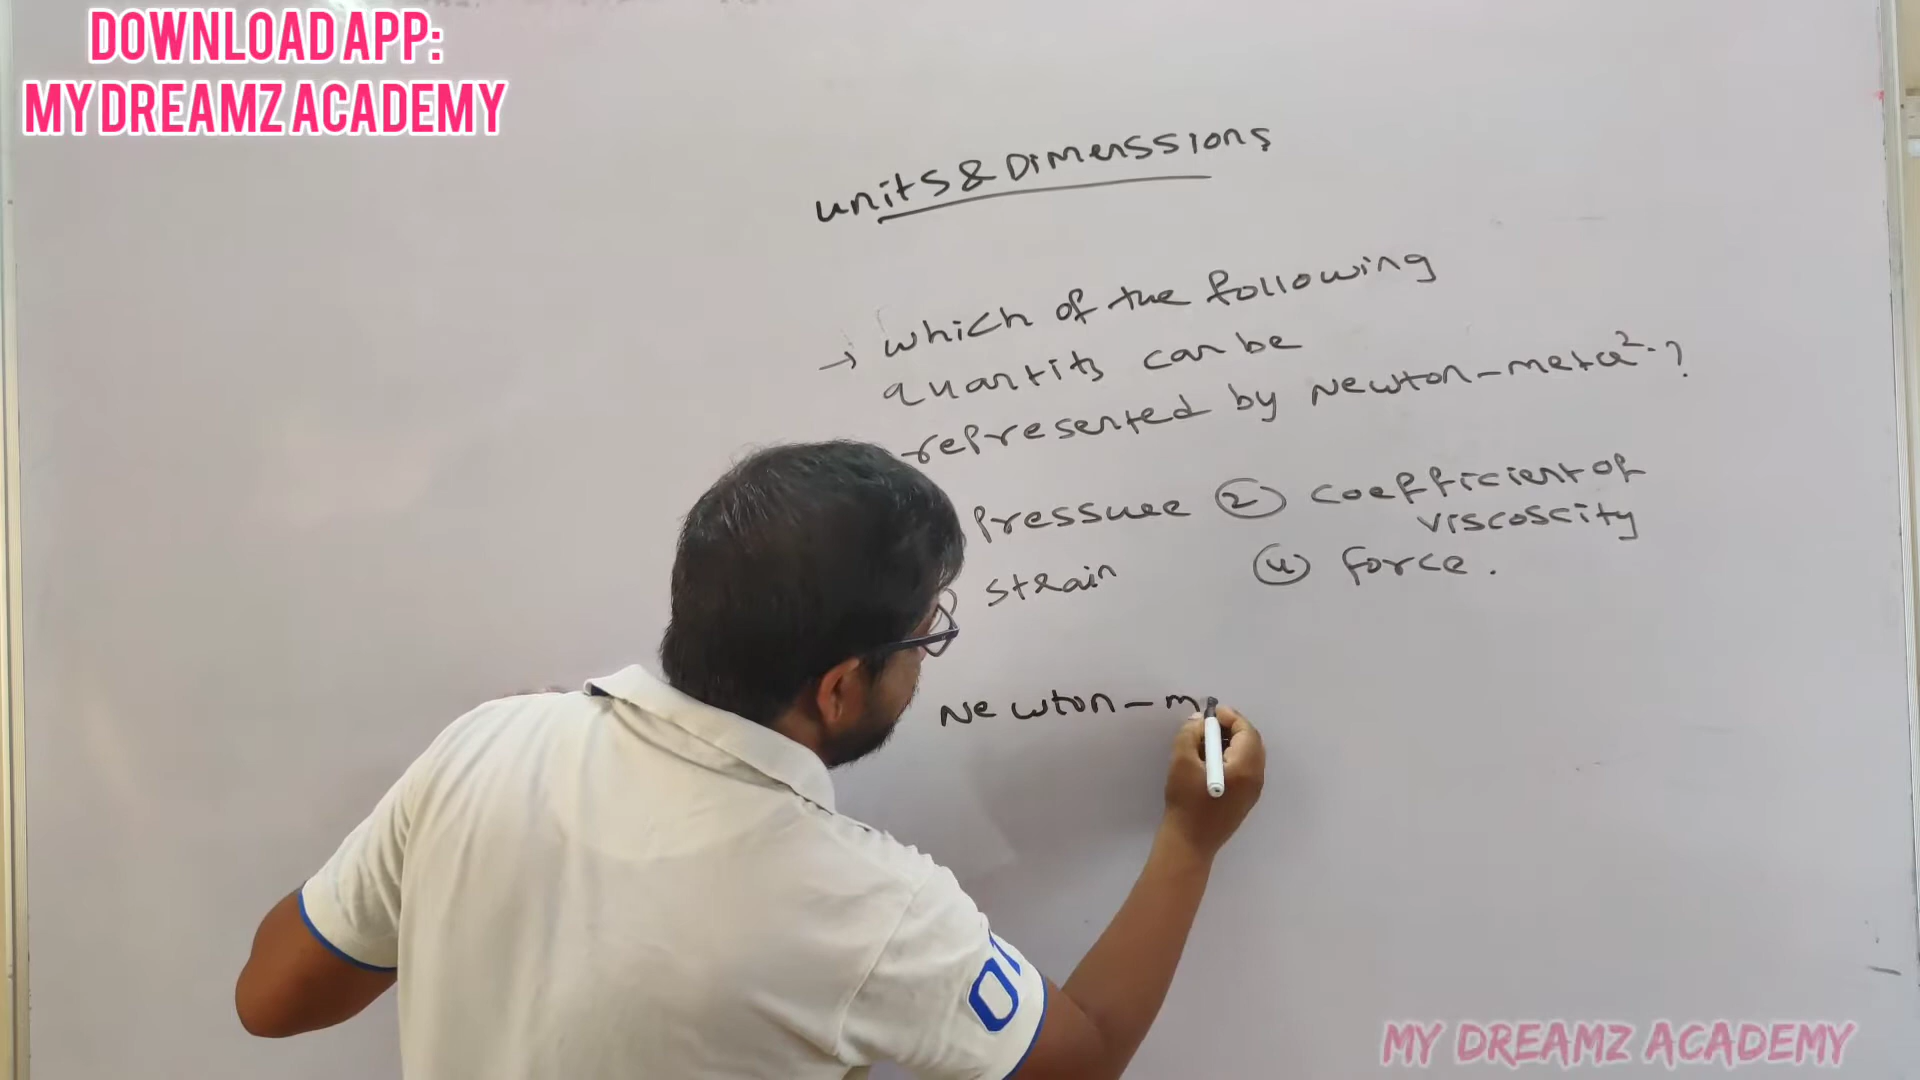 DOWNLOAD APP:
MY DREAMZ ACADEMY
units & Dimenssions
→ which of the following
quantity can be
represented by Newton-meter².?
Pressure ② coefficient of
viscoscity
strain ④ force.
Newton-m
MY DREAMZ ACADEMY